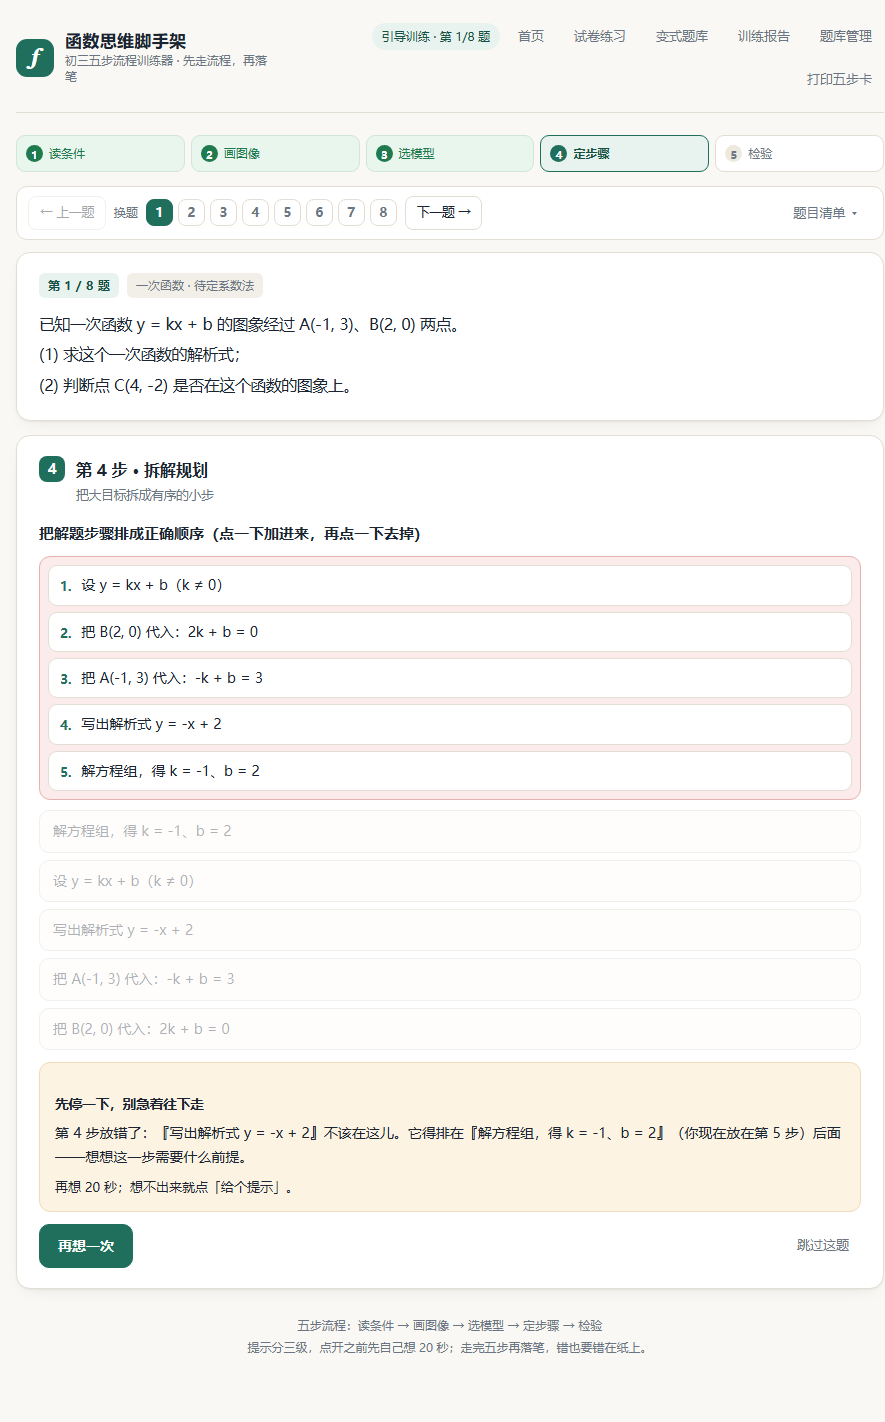 f
函数思维脚手架
初三五步流程训练器 · 先走流程，再落
笔
引导训练 · 第 1/8 题
首页
试卷练习
变式题库
训练报告
题库管理
打印五步卡
1 读条件
2 画图像
3 选模型
4 定步骤
5 检验
← 上一题 换题 1 2 3 4 5 6 7 8 下一题 → 题目清单
第 1 / 8 题 一次函数 · 待定系数法
已知一次函数 y = kx + b 的图象经过 A(-1, 3)、B(2, 0) 两点。
(1) 求这个一次函数的解析式；
(2) 判断点 C(4, -2) 是否在这个函数的图象上。
4 第 4 步 • 拆解规划
把大目标拆成有序的小步
把解题步骤排成正确顺序（点一下加进来，再点一下去掉）
1. 设 y = kx + b（k ≠ 0）
2. 把 B(2, 0) 代入：2k + b = 0
3. 把 A(-1, 3) 代入：-k + b = 3
4. 写出解析式 y = -x + 2
5. 解方程组，得 k = -1、b = 2
解方程组，得 k = -1、b = 2
设 y = kx + b（k ≠ 0）
写出解析式 y = -x + 2
把 A(-1, 3) 代入：-k + b = 3
把 B(2, 0) 代入：2k + b = 0
先停一下，别急着往下走
第 4 步放错了：『写出解析式 y = -x + 2』不该在这儿。它得排在『解方程组，得 k = -1、b = 2』（你现在放在第 5 步）后面
——想想这一步需要什么前提。
再想 20 秒；想不出来就点「给个提示」。
再想一次
跳过这题
五步流程：读条件 → 画图像 → 选模型 → 定步骤 → 检验
提示分三级，点开之前先自己想 20 秒；走完五步再落笔，错也要错在纸上。